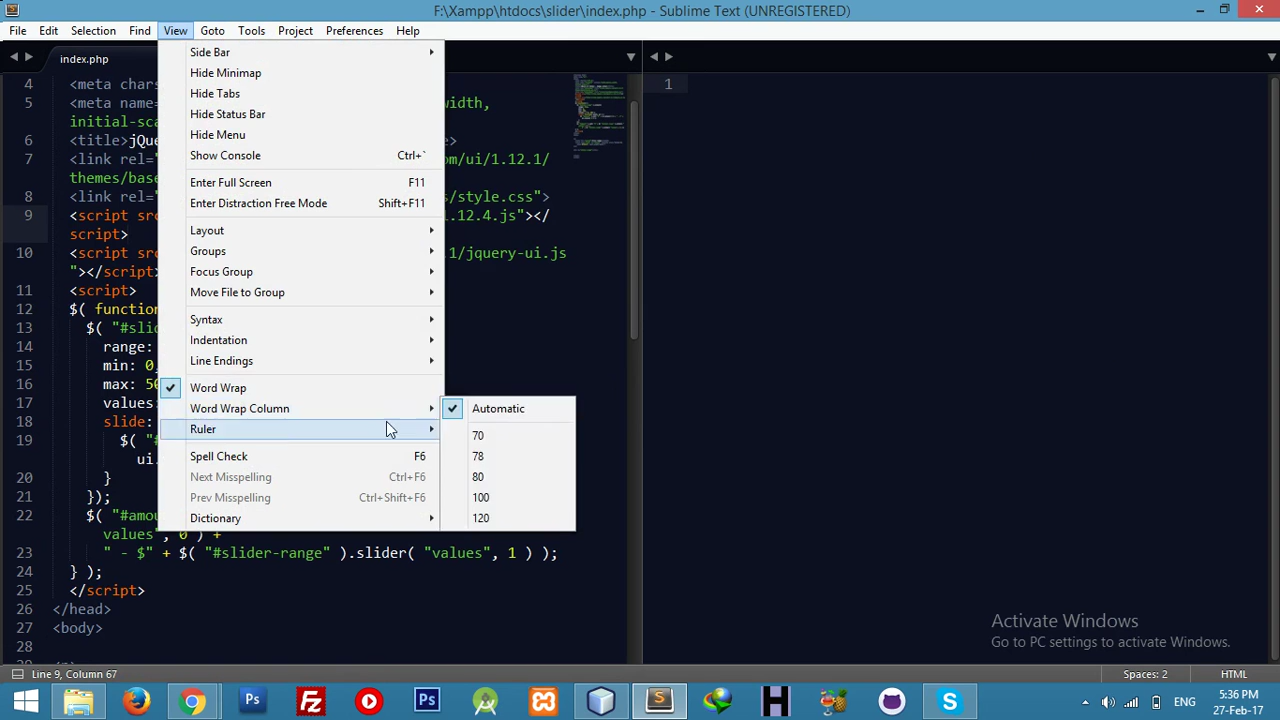 F:\Xampp\htdocs\slider\index.php - Sublime Text (UNREGISTERED)
File Edit Selection Find View Goto Tools Project Preferences Help
index.php
Side Bar
Hide Minimap
Hide Tabs
Hide Status Bar
Hide Menu
Show Console Ctrl+`
Enter Full Screen F11
Enter Distraction Free Mode Shift+F11
Layout
Groups
Focus Group
Move File to Group
Syntax
Indentation
Line Endings
Word Wrap
Word Wrap Column
Ruler
Spell Check F6
Next Misspelling Ctrl+F6
Prev Misspelling Ctrl+Shift+F6
Dictionary
Automatic
70
78
80
100
120
4 <meta chars
5 <meta name= width,
initial-sca
6 <title>jQue >
7 <link rel=" om/ui/1.12.1/
themes/base
8 <link rel=" s/style.css">
9 <script src 1.12.4.js"></
script>
10 <script src .1/jquery-ui.js
"></script>
11 <script>
12 $( function
13 $( "#slid
14 range:
15 min: 0,
16 max: 50
17 values:
18 slide:
19 $( "#
ui.
20 }
21 });
22 $( "#amou
values", 0 ) +
23 " - $" + $( "#slider-range" ).slider( "values", 1 ) );
24 } );
25 </script>
26 </head>
27 <body>
28
1
Activate Windows
Go to PC settings to activate Windows.
Line 9, Column 67 Spaces: 2 HTML
Ps Fz Ps S S
ENG
5:36 PM
27-Feb-17